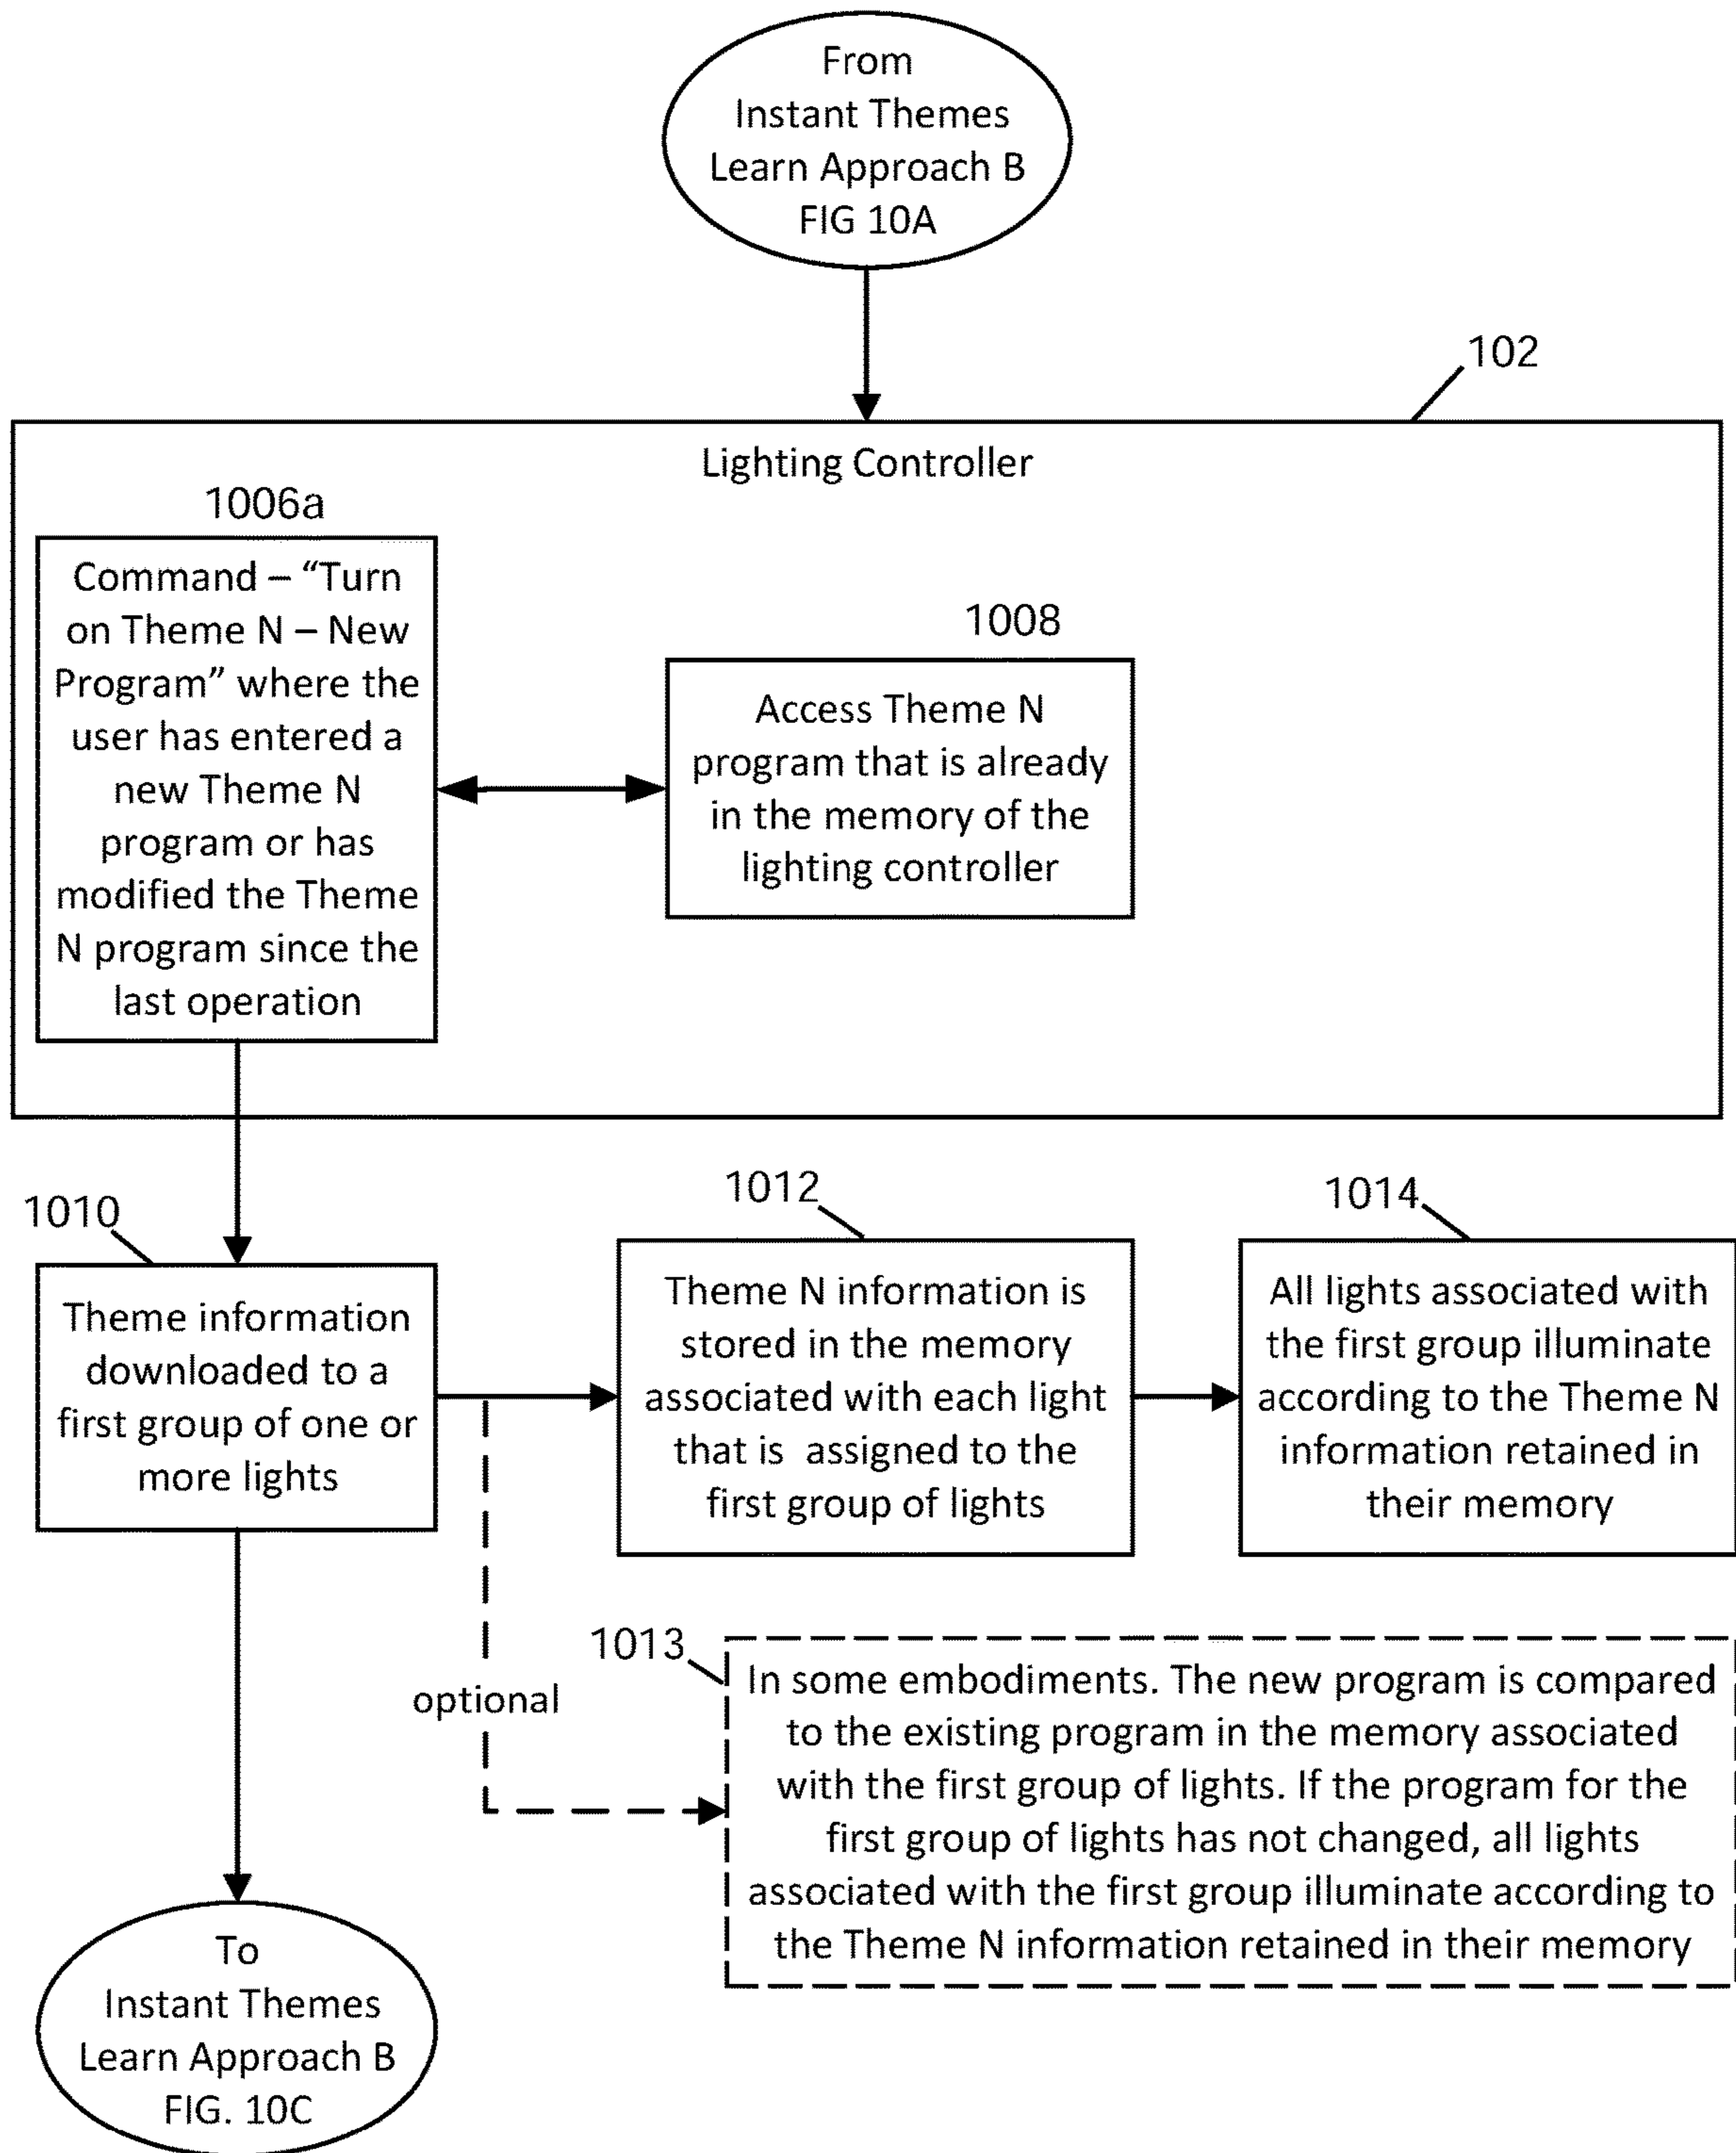 From
Instant Themes
Learn Approach B
FIG 10A
102
Lighting Controller
1006a
Command – “Turn
on Theme N – New
Program” where the
user has entered a
new Theme N
program or has
modified the Theme
N program since the
last operation
1008
Access Theme N
program that is already
in the memory of the
lighting controller
1010
Theme information
downloaded to a
first group of one or
more lights
1012
Theme N information is
stored in the memory
associated with each light
that is assigned to the
first group of lights
1014
All lights associated with
the first group illuminate
according to the Theme N
information retained in
their memory
optional
1013
In some embodiments. The new program is compared
to the existing program in the memory associated
with the first group of lights. If the program for the
first group of lights has not changed, all lights
associated with the first group illuminate according to
the Theme N information retained in their memory
To
Instant Themes
Learn Approach B
FIG. 10C